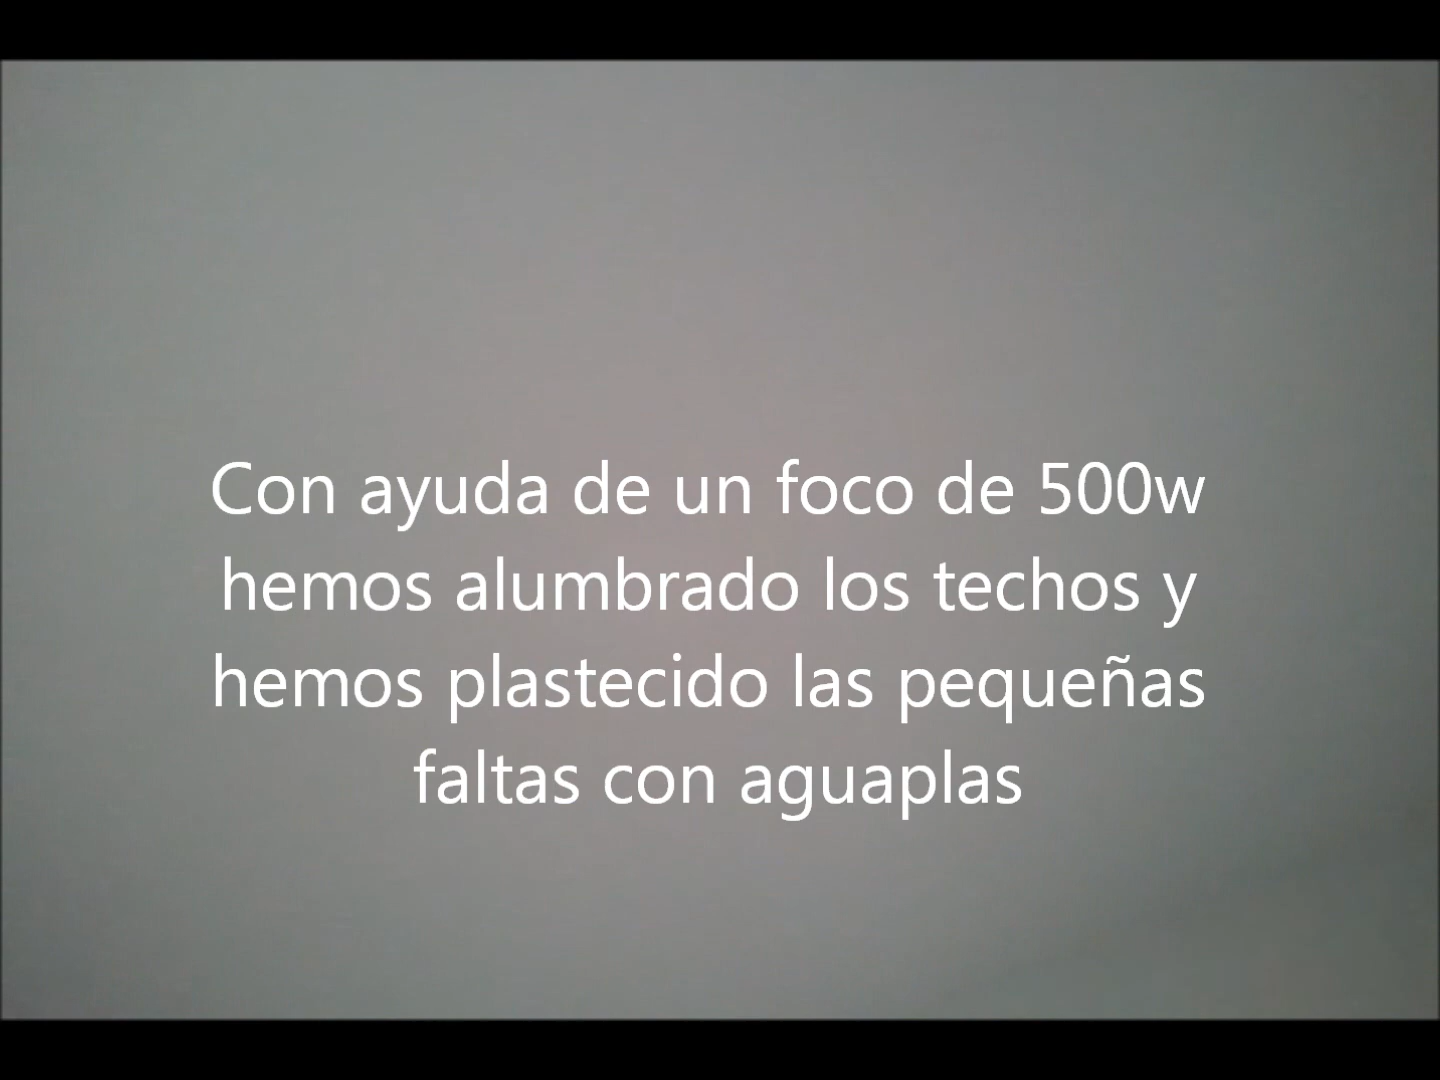 Con ayuda de un foco de 500w
hemos alumbrado los techos y
hemos plastecido las pequeñas
faltas con aguaplas